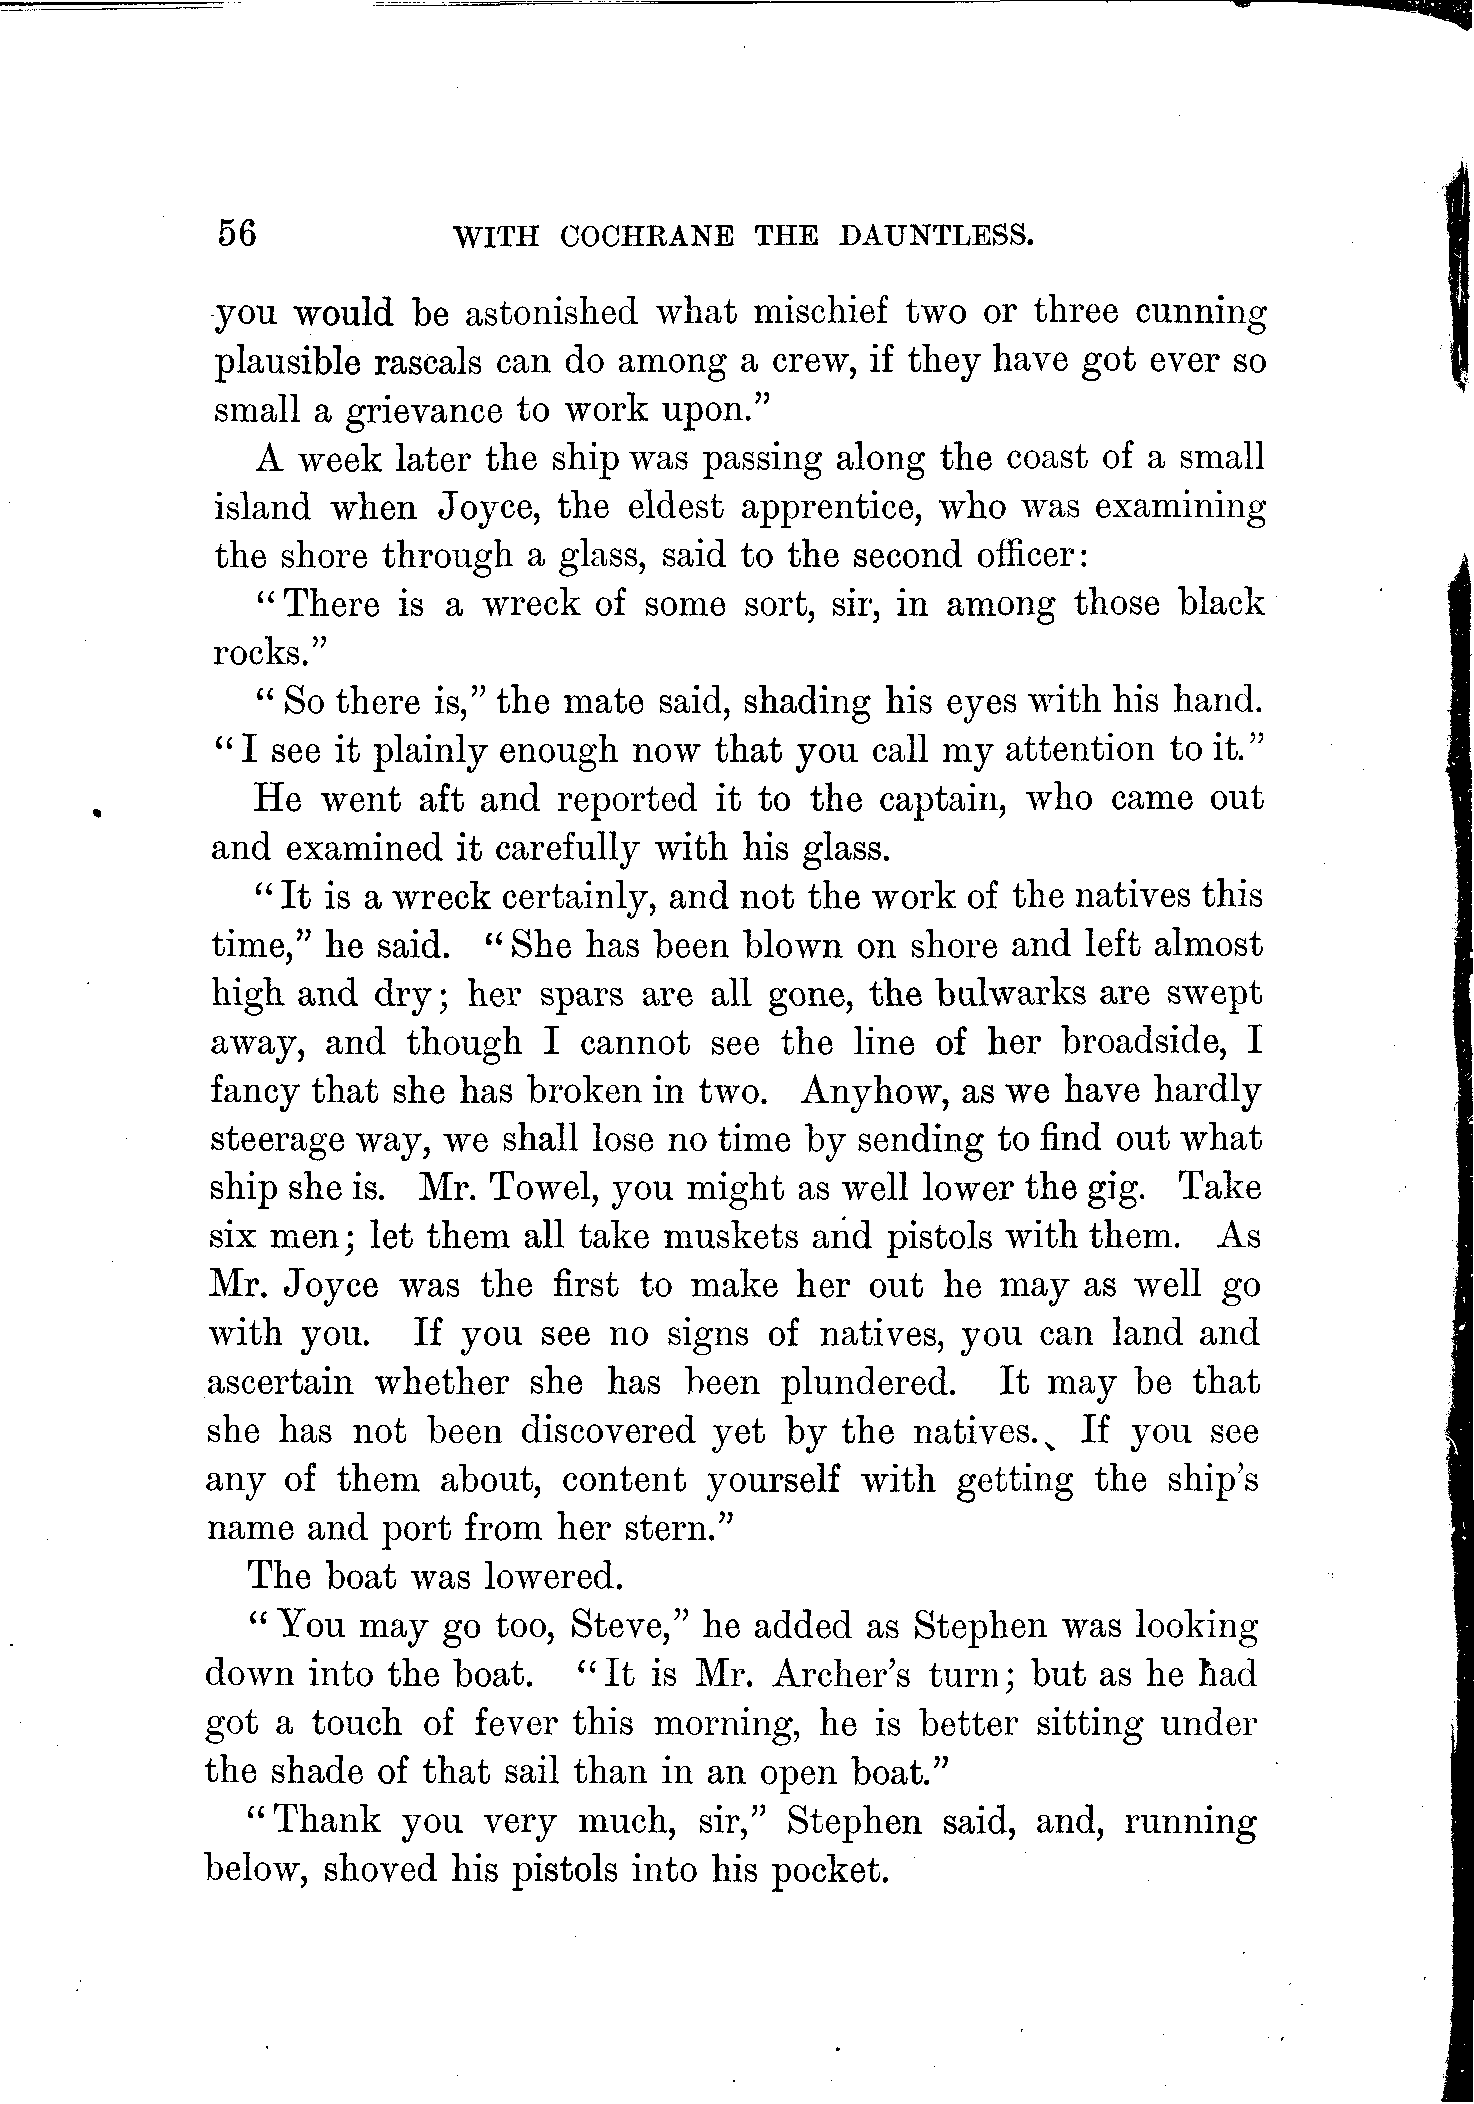 56 WITH COCHRANE THE DAUNTLESS.
you would be astonished what mischief two or three cunning
plausible rascals can do among a crew, if they have got ever so
small a grievance to work upon.”
A week later the ship was passing along the coast of a small
island when Joyce, the eldest apprentice, who was examining
the shore through a glass, said to the second officer:
“There is a wreck of some sort, sir, in among those black
rocks.”
“So there is,” the mate said, shading his eyes with his hand.
“I see it plainly enough now that you call my attention to it.”
He went aft and reported it to the captain, who came out
and examined it carefully with his glass.
“It is a wreck certainly, and not the work of the natives this
time,” he said. “She has been blown on shore and left almost
high and dry; her spars are all gone, the bulwarks are swept
away, and though I cannot see the line of her broadside, I
fancy that she has broken in two. Anyhow, as we have hardly
steerage way, we shall lose no time by sending to find out what
ship she is. Mr. Towel, you might as well lower the gig. Take
six men; let them all take muskets and pistols with them. As
Mr. Joyce was the first to make her out he may as well go
with you. If you see no signs of natives, you can land and
ascertain whether she has been plundered. It may be that
she has not been discovered yet by the natives. If you see
any of them about, content yourself with getting the ship’s
name and port from her stern.”
The boat was lowered.
“You may go too, Steve,” he added as Stephen was looking
down into the boat. “It is Mr. Archer’s turn; but as he had
got a touch of fever this morning, he is better sitting under
the shade of that sail than in an open boat.”
“Thank you very much, sir,” Stephen said, and, running
below, shoved his pistols into his pocket.